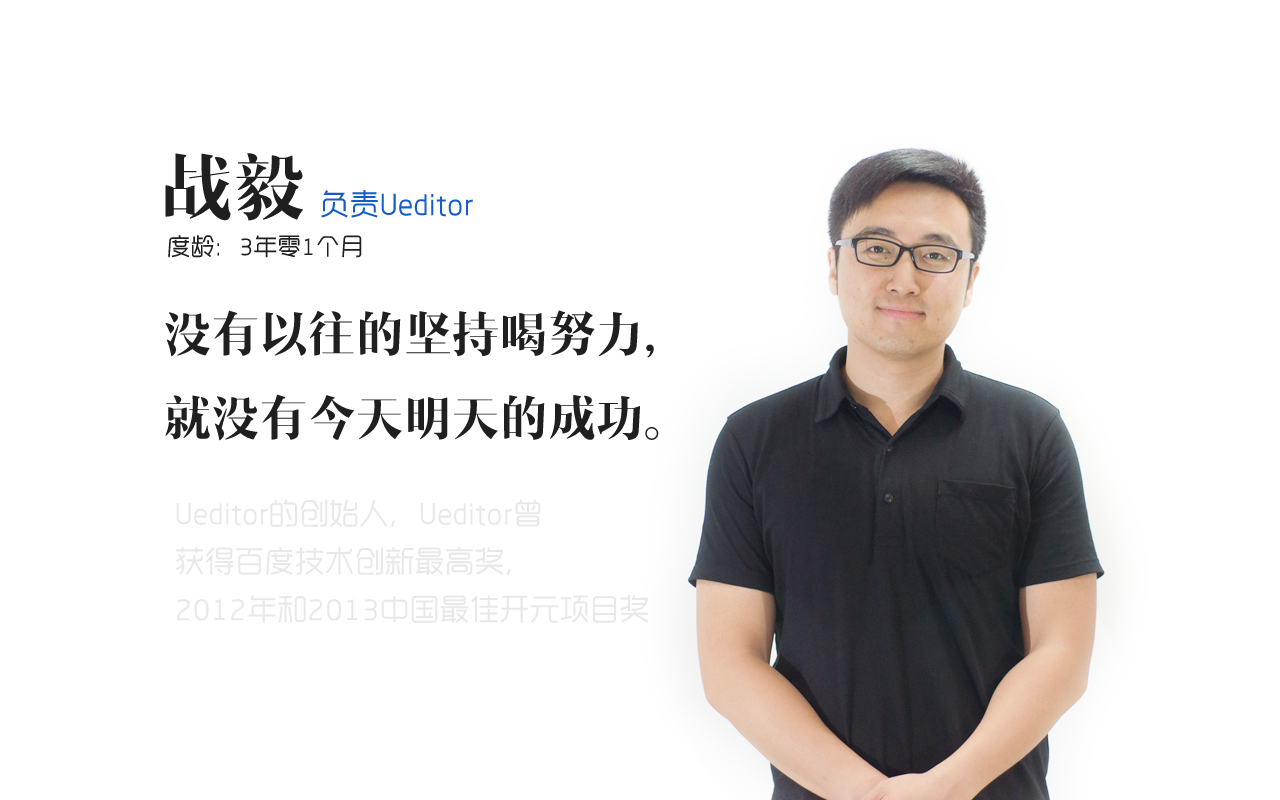 战毅 负责Ueditor
度龄：3年零1个月
没有以往的坚持喝努力，
就没有今天明天的成功。
Ueditor的创始人，Ueditor曾
获得百度技术创新最高奖，
2012年和2013中国最佳开元项目奖